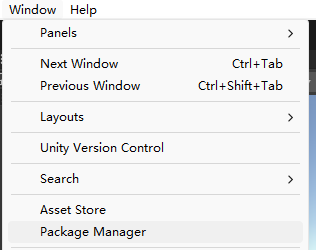 Window Help
Panels
Next Window Ctrl+Tab
Previous Window Ctrl+Shift+Tab
Layouts
Unity Version Control
Search
Asset Store
Package Manager